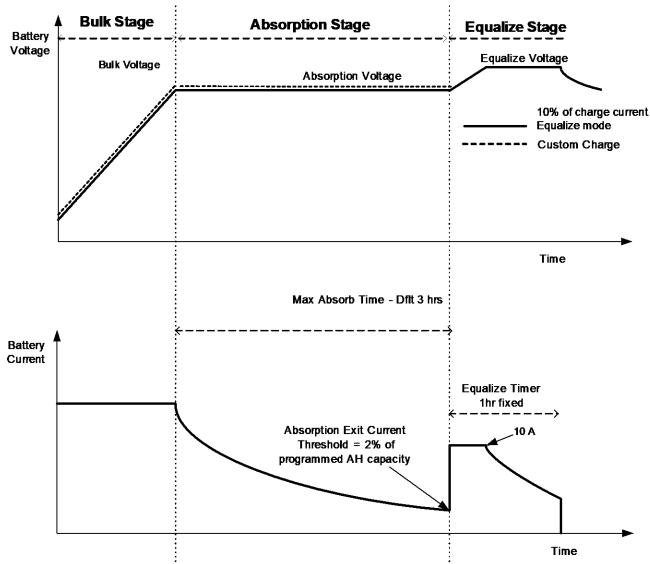 Bulk Stage
Absorption Stage
Equalize Stage
Battery
Voltage
Bulk Voltage
Absorption Voltage
Equalize Voltage
10% of charge current
Equalize mode
Custom Charge
Time
Max Absorb Time - Dflt 3 hrs
Battery
Current
Equalize Timer
1hr fixed
Absorption Exit Current
Threshold = 2% of
programmed AH capacity
10 A
Time